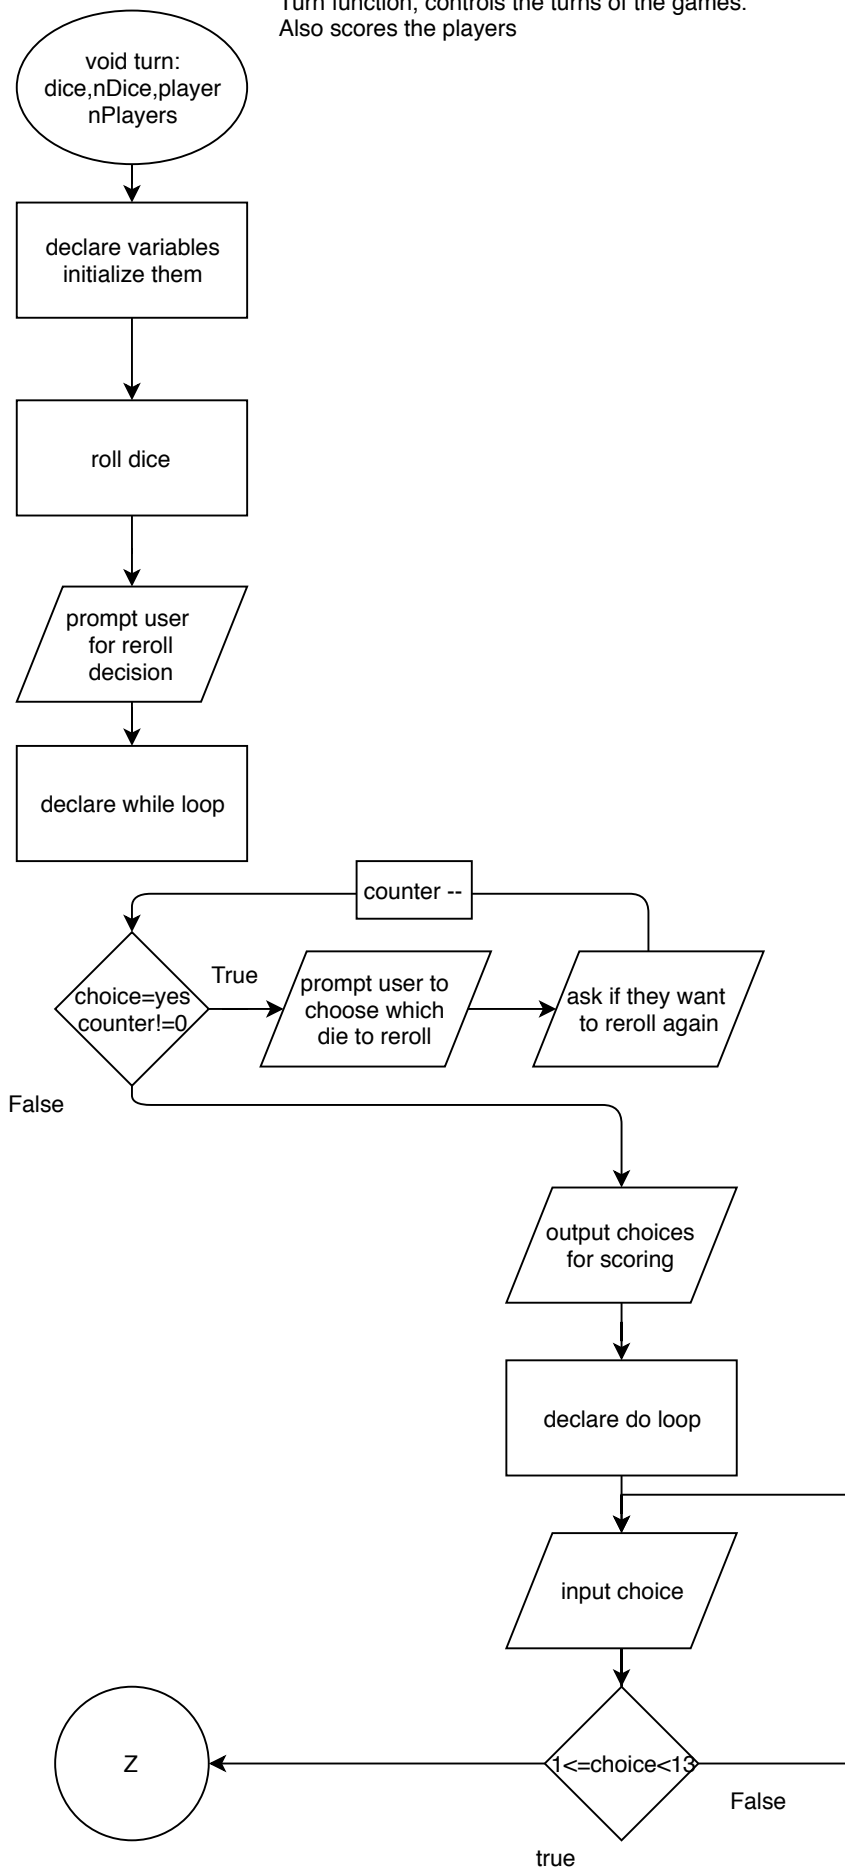 Turn function, controls the turns of the games.
Also scores the players
void turn:
dice,nDice,player
nPlayers
declare variables
initialize them
roll dice
prompt user
for reroll
decision
declare while loop
counter --
choice=yes
counter!=0
True
prompt user to
choose which
die to reroll
ask if they want
to reroll again
False
output choices
for scoring
declare do loop
input choice
Z
1<=choice<13
False
true